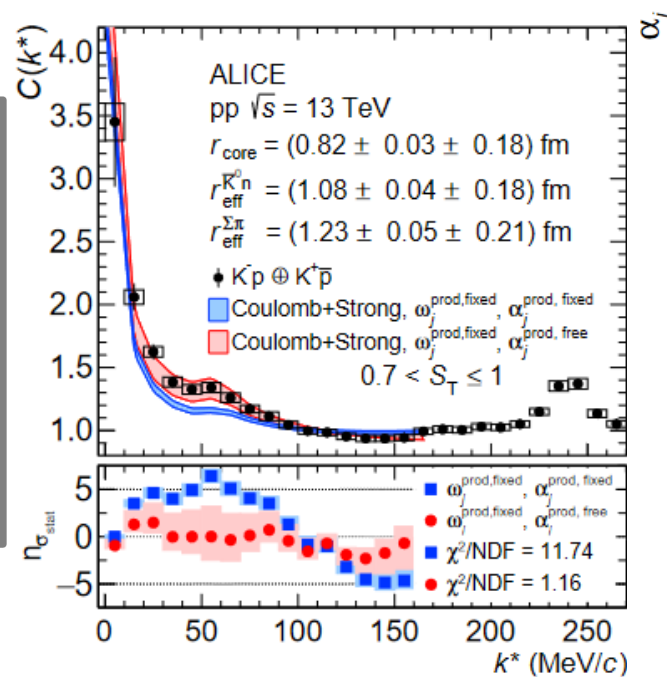 α_j
C(k*)
4.0
3.5
3.0
2.5
2.0
1.5
1.0
ALICE
pp √s = 13 TeV
r_core = (0.82 ± 0.03 ± 0.18) fm
r_eff^{K̅⁰n} = (1.08 ± 0.04 ± 0.18) fm
r_eff^{Σπ} = (1.23 ± 0.05 ± 0.21) fm
K⁻p ⊕ K⁺p̅
Coulomb+Strong, ω_j^{prod,fixed}, α_j^{prod, fixed}
Coulomb+Strong, ω_j^{prod,fixed}, α_j^{prod, free}
0.7 < S_T ≤ 1
n_{σ_stat}
5
0
−5
ω_j^{prod,fixed}, α_j^{prod, fixed}
ω_j^{prod,fixed}, α_j^{prod, free}
χ²/NDF = 11.74
χ²/NDF = 1.16
0 50 100 150 200 250
k* (MeV/c)